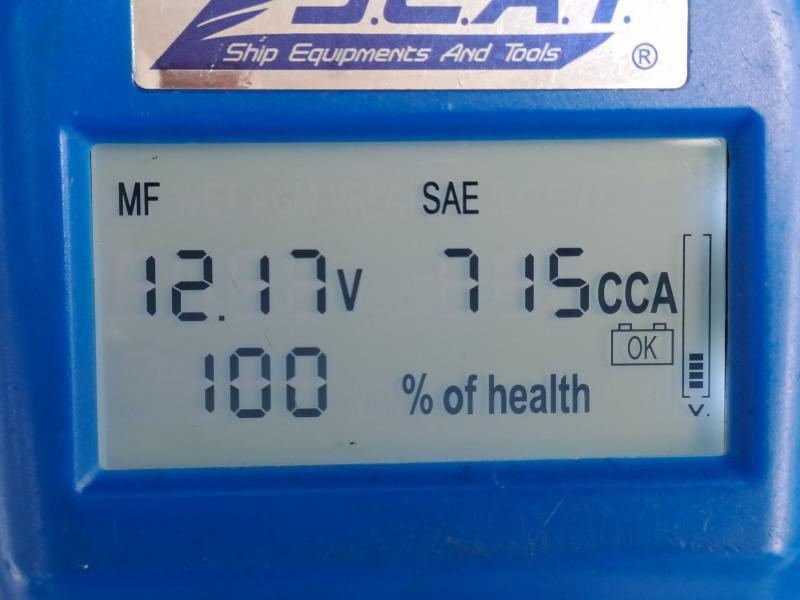 Ship Equipments And Tools ®
MF SAE
12.17V 715CCA
OK
100 % of health
V.